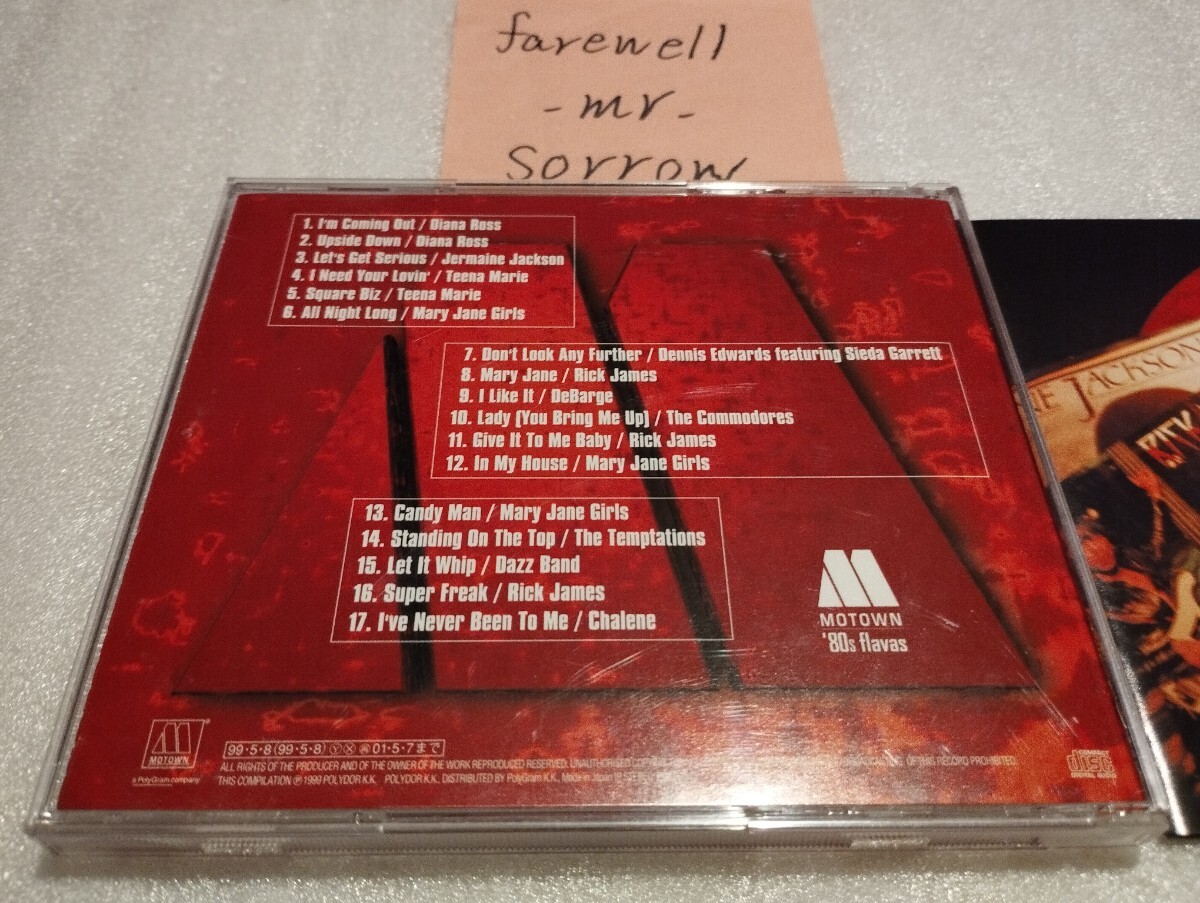 farewell
-mr-
sorrow
1. I'm Coming Out / Diana Ross
2. Upside Down / Diana Ross
3. Let's Get Serious / Jermaine Jackson
4. I Need Your Lovin' / Teena Marie
5. Square Biz / Teena Marie
6. All Night Long / Mary Jane Girls
7. Don't Look Any Further / Dennis Edwards featuring Sieda Garrett
8. Mary Jane / Rick James
9. I Like It / DeBarge
10. Lady (You Bring Me Up) / The Commodores
11. Give It To Me Baby / Rick James
12. In My House / Mary Jane Girls
13. Candy Man / Mary Jane Girls
14. Standing On The Top / The Temptations
15. Let It Whip / Dazz Band
16. Super Freak / Rick James
17. I've Never Been To Me / Chalene
MOTOWN
'80s flavas
MOTOWN
a PolyGram company
99・5・8 (99・5・8) Ⓨ Ⓧ 01・5・7まで
ALL RIGHTS OF THE PRODUCER AND OF THE OWNER OF THE WORK REPRODUCED RESERVED. UNAUTHORISED OF THIS RECORD PROHIBITED.
THIS COMPILATION Ⓟ 1999 POLYDOR K.K. POLYDOR K.K. DISTRIBUTED BY PolyGram K.K. Made in Japan
COMPACT
disc
DIGITAL AUDIO
JACKSON
RICK